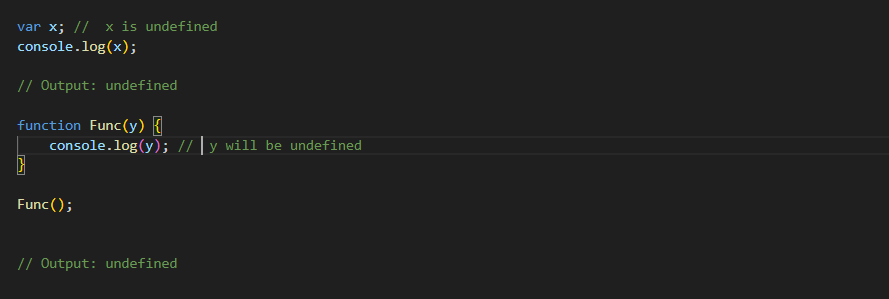 var x; //  x is undefined
console.log(x);
// Output: undefined
function Func(y) {
console.log(y); //  y will be undefined
}
Func();
// Output: undefined